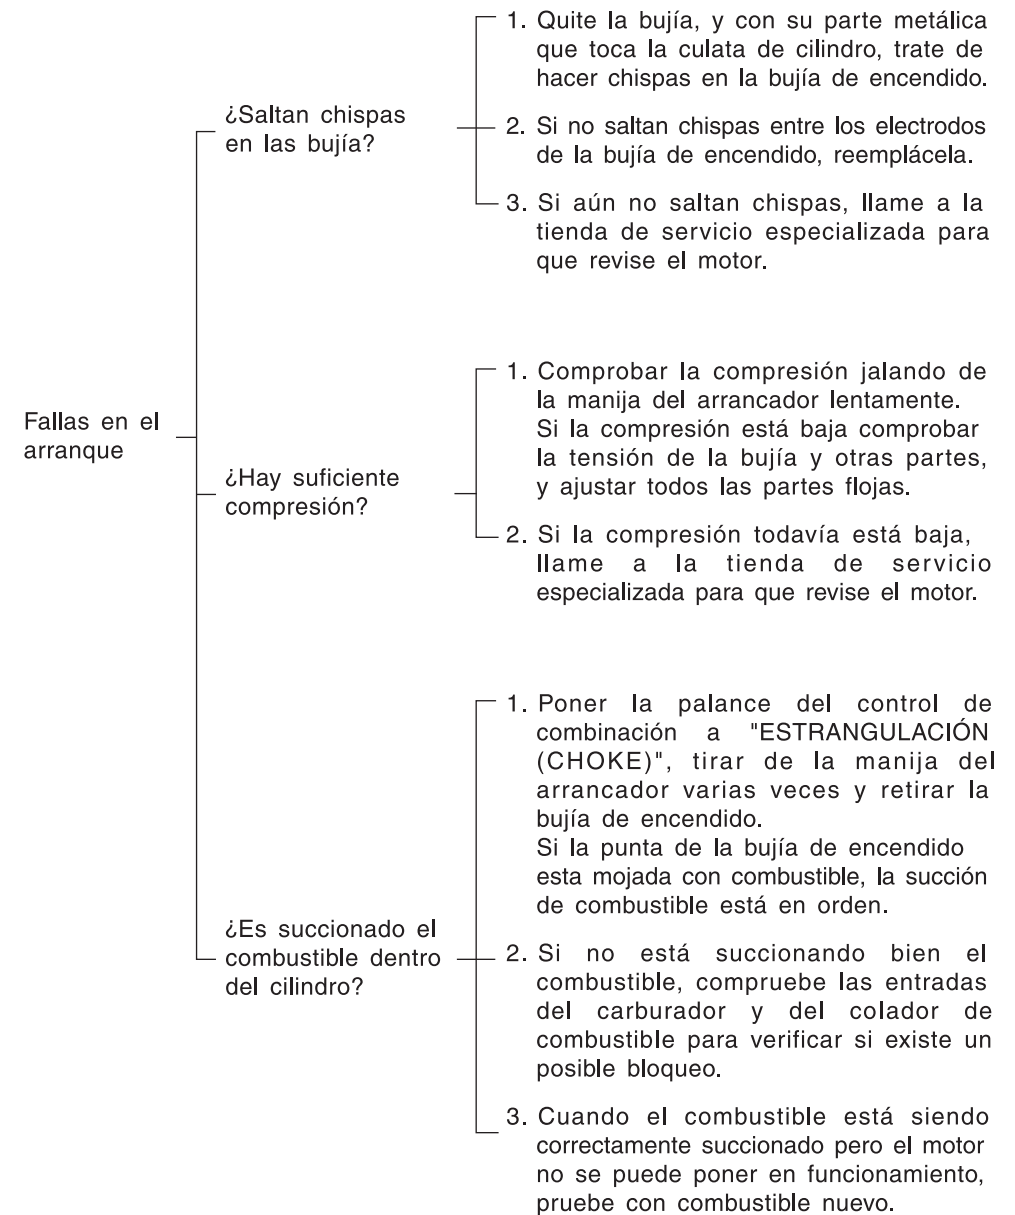 Fallas en el
arranque
¿Saltan chispas
en las bujía?
1. Quite la bujía, y con su parte metálica
que toca la culata de cilindro, trate de
hacer chispas en la bujía de encendido.
2. Si no saltan chispas entre los electrodos
de la bujía de encendido, reemplácela.
3. Si aún no saltan chispas, llame a la
tienda de servicio especializada para
que revise el motor.
¿Hay suficiente
compresión?
1. Comprobar la compresión jalando de
la manija del arrancador lentamente.
Si la compresión está baja comprobar
la tensión de la bujía y otras partes,
y ajustar todos las partes flojas.
2. Si la compresión todavía está baja,
llame a la tienda de servicio
especializada para que revise el motor.
¿Es succionado el
combustible dentro
del cilindro?
1. Poner la palance del control de
combinación a "ESTRANGULACIÓN
(CHOKE)", tirar de la manija del
arrancador varias veces y retirar la
bujía de encendido.
Si la punta de la bujía de encendido
esta mojada con combustible, la succión
de combustible está en orden.
2. Si no está succionando bien el
combustible, compruebe las entradas
del carburador y del colador de
combustible para verificar si existe un
posible bloqueo.
3. Cuando el combustible está siendo
correctamente succionado pero el motor
no se puede poner en funcionamiento,
pruebe con combustible nuevo.